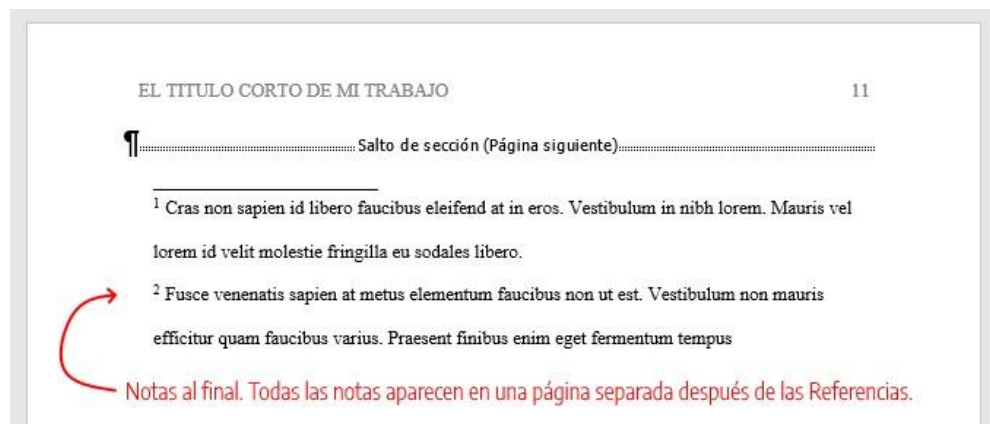 EL TITULO CORTO DE MI TRABAJO 11
¶ Salto de sección (Página siguiente)
¹ Cras non sapien id libero faucibus eleifend at in eros. Vestibulum in nibh lorem. Mauris vel
lorem id velit molestie fringilla eu sodales libero.
² Fusce venenatis sapien at metus elementum faucibus non ut est. Vestibulum non mauris
efficitur quam faucibus varius. Praesent finibus enim eget fermentum tempus
Notas al final. Todas las notas aparecen en una página separada después de las Referencias.